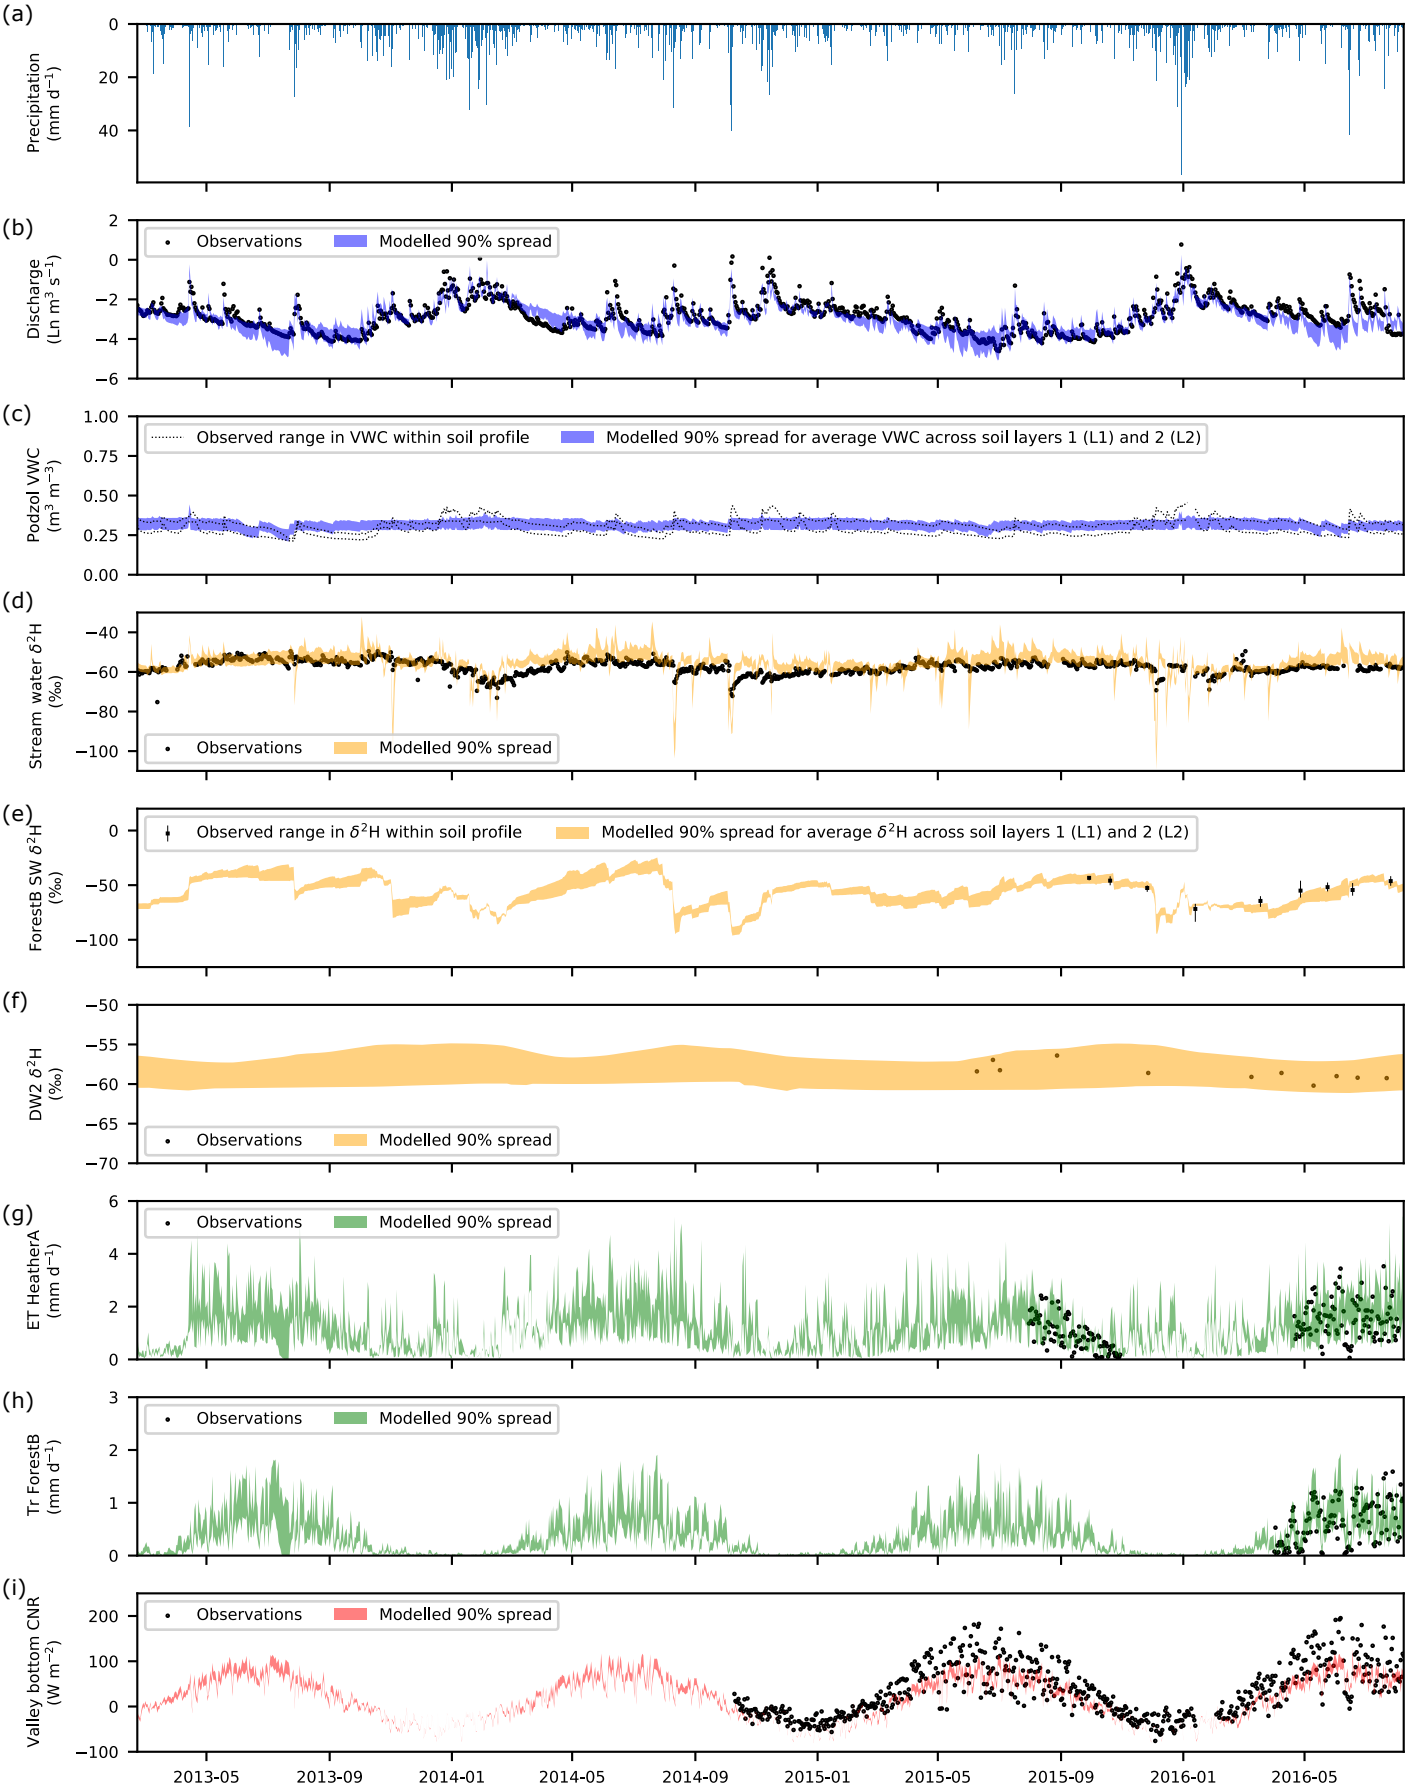 (a)
0
20
40
Precipitation
(mm d⁻¹)
(b)
2
0
−2
−4
−6
Discharge
(Ln m³ s⁻¹)
Observations
Modelled 90% spread
(c)
1.00
0.75
0.50
0.25
0.00
Podzol VWC
(m³ m⁻³)
Observed range in VWC within soil profile
Modelled 90% spread for average VWC across soil layers 1 (L1) and 2 (L2)
(d)
−40
−60
−80
−100
Stream water δ²H
(‰)
Observations
Modelled 90% spread
(e)
0
−50
−100
ForestB SW δ²H
(‰)
Observed range in δ²H within soil profile
Modelled 90% spread for average δ²H across soil layers 1 (L1) and 2 (L2)
(f)
−50
−55
−60
−65
−70
DW2 δ²H
(‰)
Observations
Modelled 90% spread
(g)
6
4
2
0
ET HeatherA
(mm d⁻¹)
Observations
Modelled 90% spread
(h)
3
2
1
0
Tr ForestB
(mm d⁻¹)
Observations
Modelled 90% spread
(i)
200
100
0
−100
Valley bottom CNR
(W m⁻²)
Observations
Modelled 90% spread
2013-05 2013-09 2014-01 2014-05 2014-09 2015-01 2015-05 2015-09 2016-01 2016-05